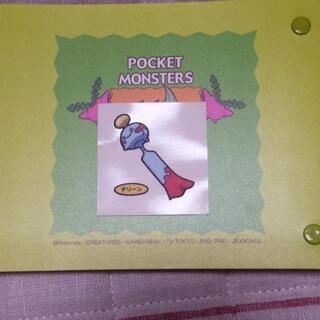 POCKET
MONSTERS
チリーン
©Nintendo・CREATURES・GAMEFREAK・TV TOKYO・SHO-PRO・JR KIKAKU